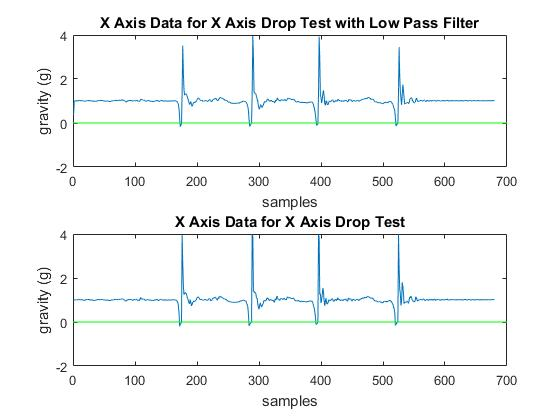 X Axis Data for X Axis Drop Test with Low Pass Filter
4
2
0
-2
gravity (g)
0 100 200 300 400 500 600 700
samples
X Axis Data for X Axis Drop Test
4
2
0
-2
gravity (g)
0 100 200 300 400 500 600 700
samples